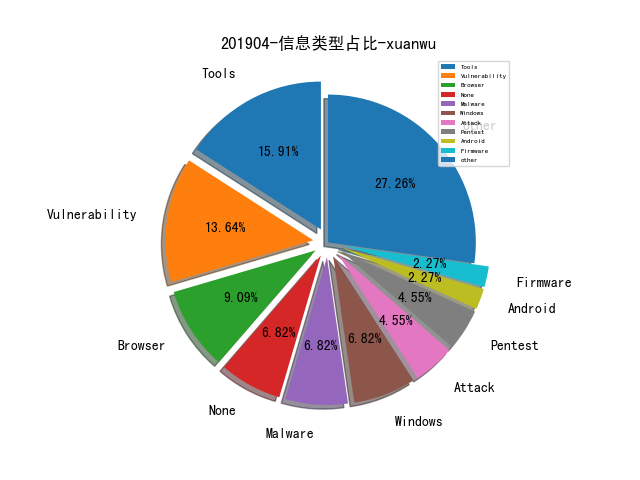 201904-信息类型占比-xuanwu
Tools
Vulnerability
Browser
None
Malware
Windows
Attack
Pentest
Android
Firmware
other
Tools
other
15.91%
27.26%
Vulnerability
13.64%
9.09%
2.27%
2.27%
Firmware
Android
4.55%
4.55%
6.82%
6.82%
6.82%
Browser
Pentest
Attack
None
Windows
Malware